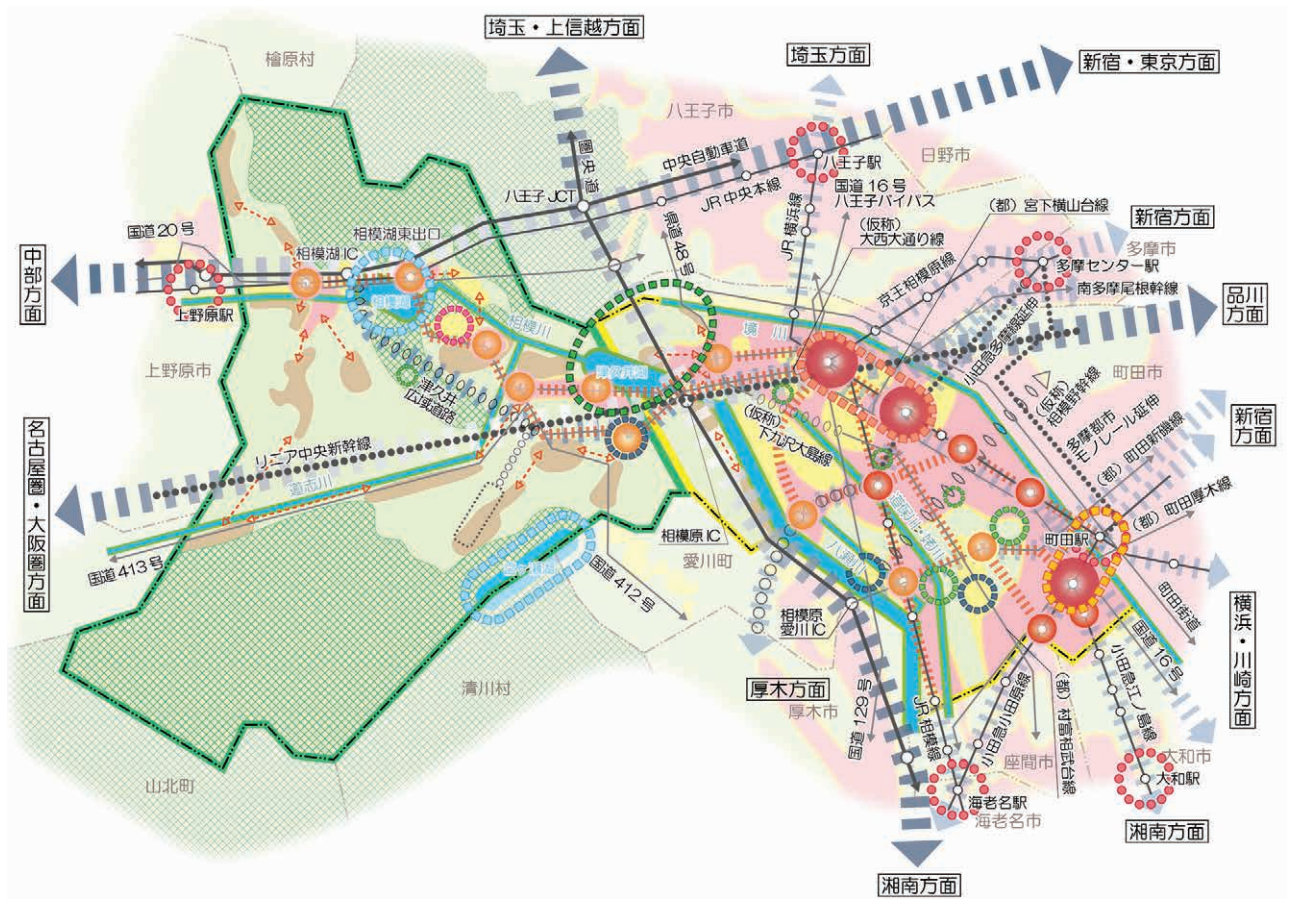 埼玉・上信越方面
埼玉方面
新宿・東京方面
檜原村
八王子市
日野市
圏央道
中央自動車道
八王子駅
JR中央本線
八王子JCT
国道16号
八王子バイパス
JR横浜線
(仮称)
大西大通り線
(都)宮下横山台線
新宿方面
多摩市
多摩センター駅
京王相模原線
南多摩尾根幹線
品川方面
国道20号
相模湖IC
相模湖東出口
県道48号
中部方面
上野原駅
相模湖
相模川
境川
小田急多摩線延伸
町田市
上野原市
津久井湖
津久井
広域道路
(仮称)
下九沢大島線
(仮称)
相模野幹線
多摩都市
モノレール延伸
(都)町田新磯線
新宿方面
名古屋圏・大阪圏方面
リニア中央新幹線
道志川
(都)町田厚木線
町田駅
国道413号
相模原IC
愛川町
八瀬川
国道412号
相模原
愛川IC
町田街道
国道16号
横浜・川崎方面
清川村
厚木方面
厚木市
国道129号
JR相模線
小田急小田原線
(都)村富相武台線
小田急江ノ島線
座間市
大和市
大和駅
山北町
海老名駅
海老名市
湘南方面
湘南方面